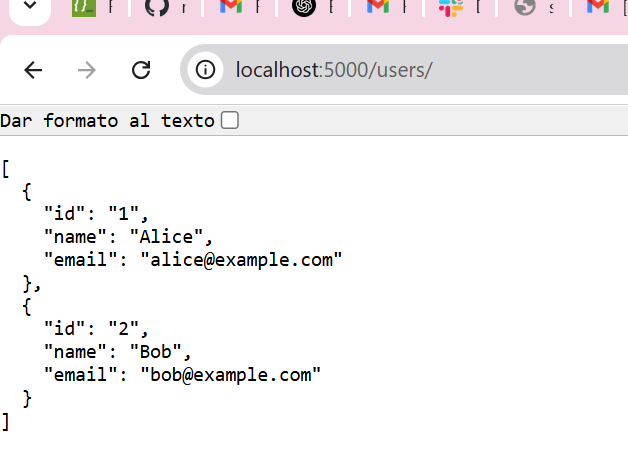 localhost:5000/users/
Dar formato al texto
[
  {
    "id": "1",
    "name": "Alice",
    "email": "alice@example.com"
  },
  {
    "id": "2",
    "name": "Bob",
    "email": "bob@example.com"
  }
]